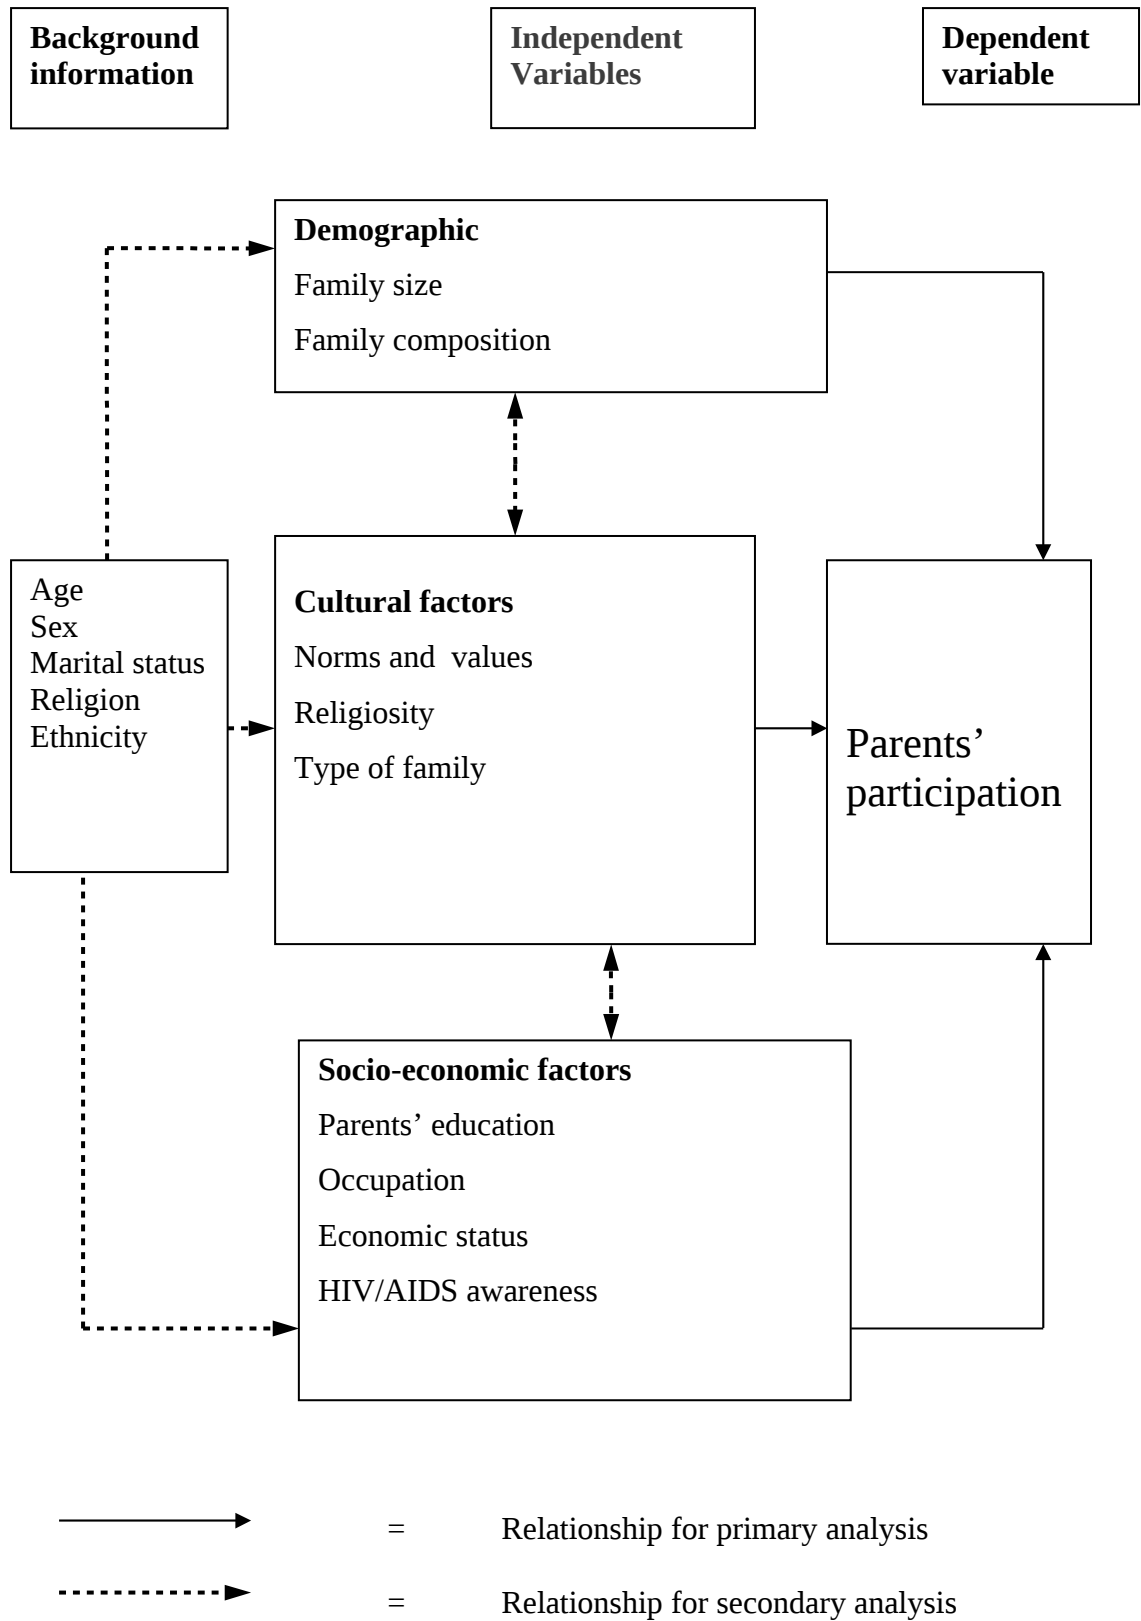 Background
information
Independent
Variables
Dependent
variable
Demographic
Family size
Family composition
Age
Sex
Marital status
Religion
Ethnicity
Cultural factors
Norms and  values
Religiosity
Type of family
Parents’
participation
Socio-economic factors
Parents’ education
Occupation
Economic status
HIV/AIDS awareness
= Relationship for primary analysis
= Relationship for secondary analysis